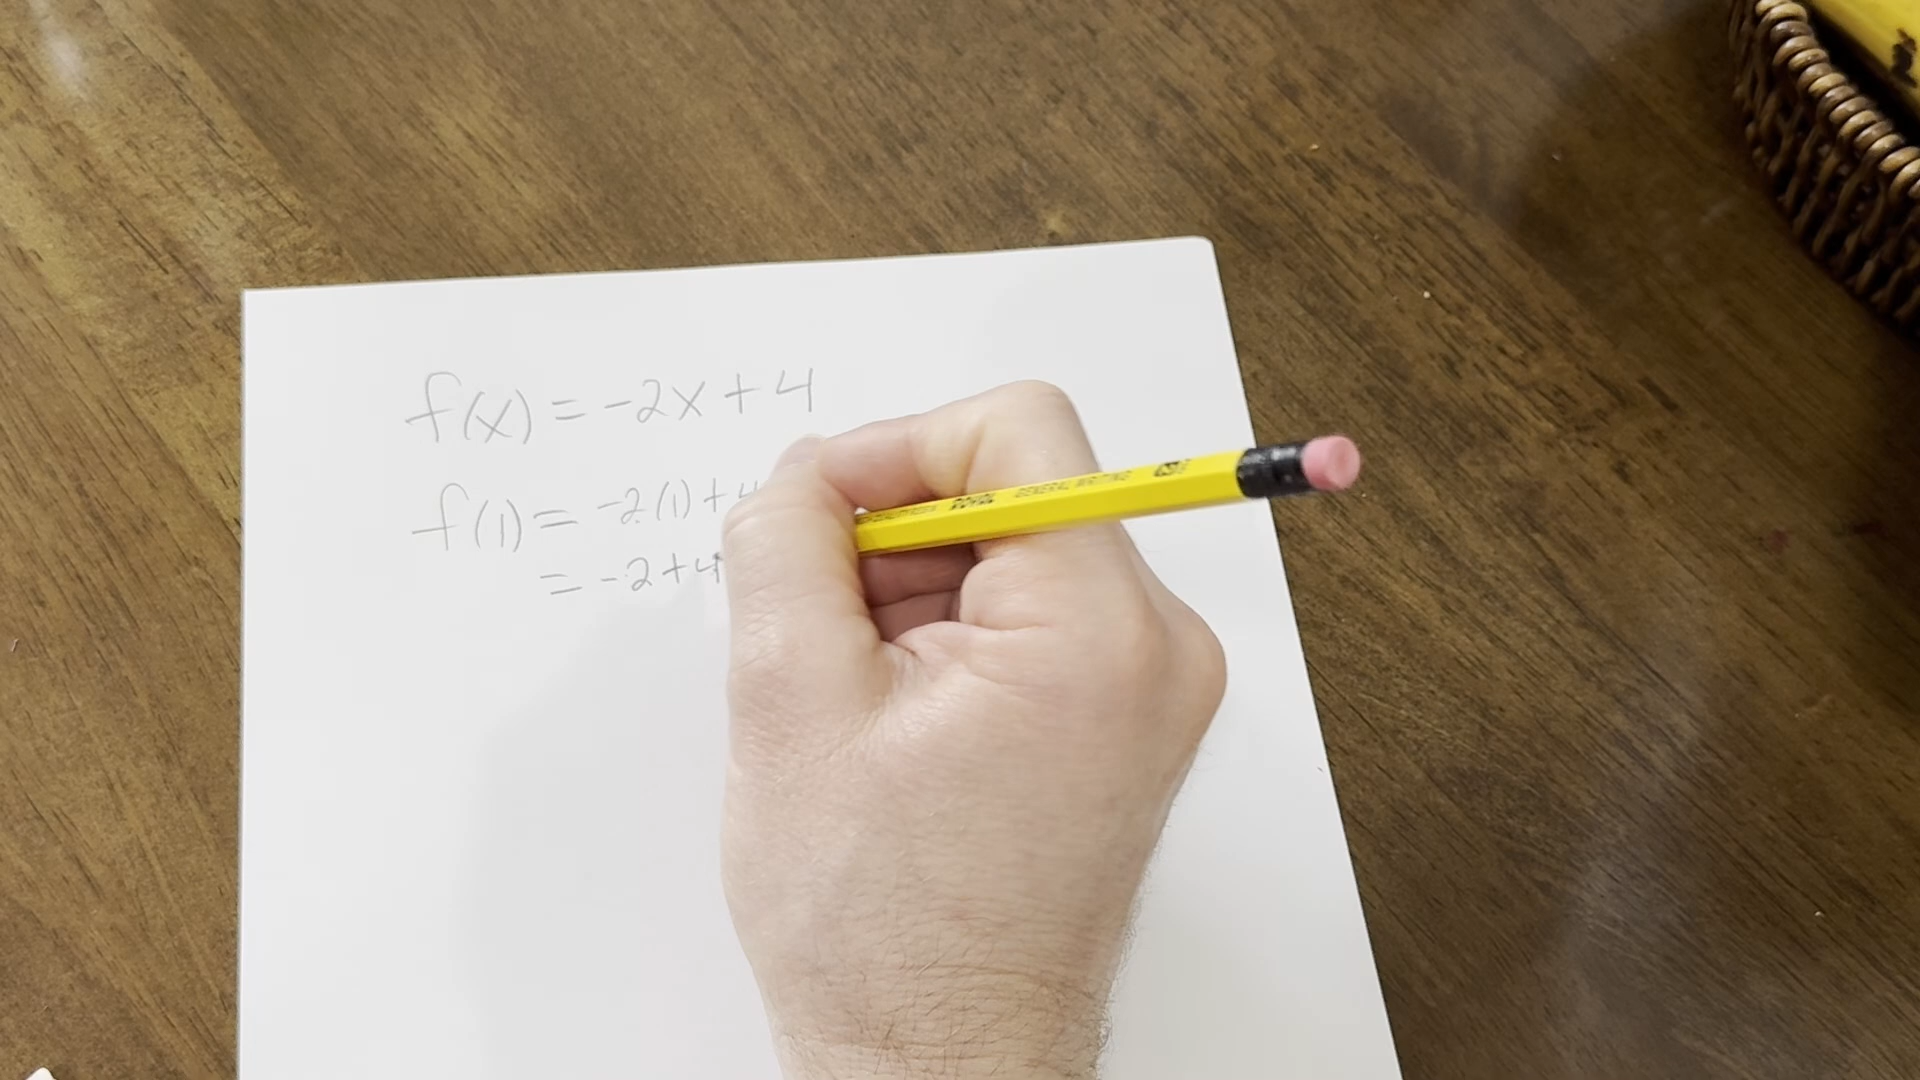 f(x) = -2x + 4
f(1) = -2(1) + 4
= -2 + 4